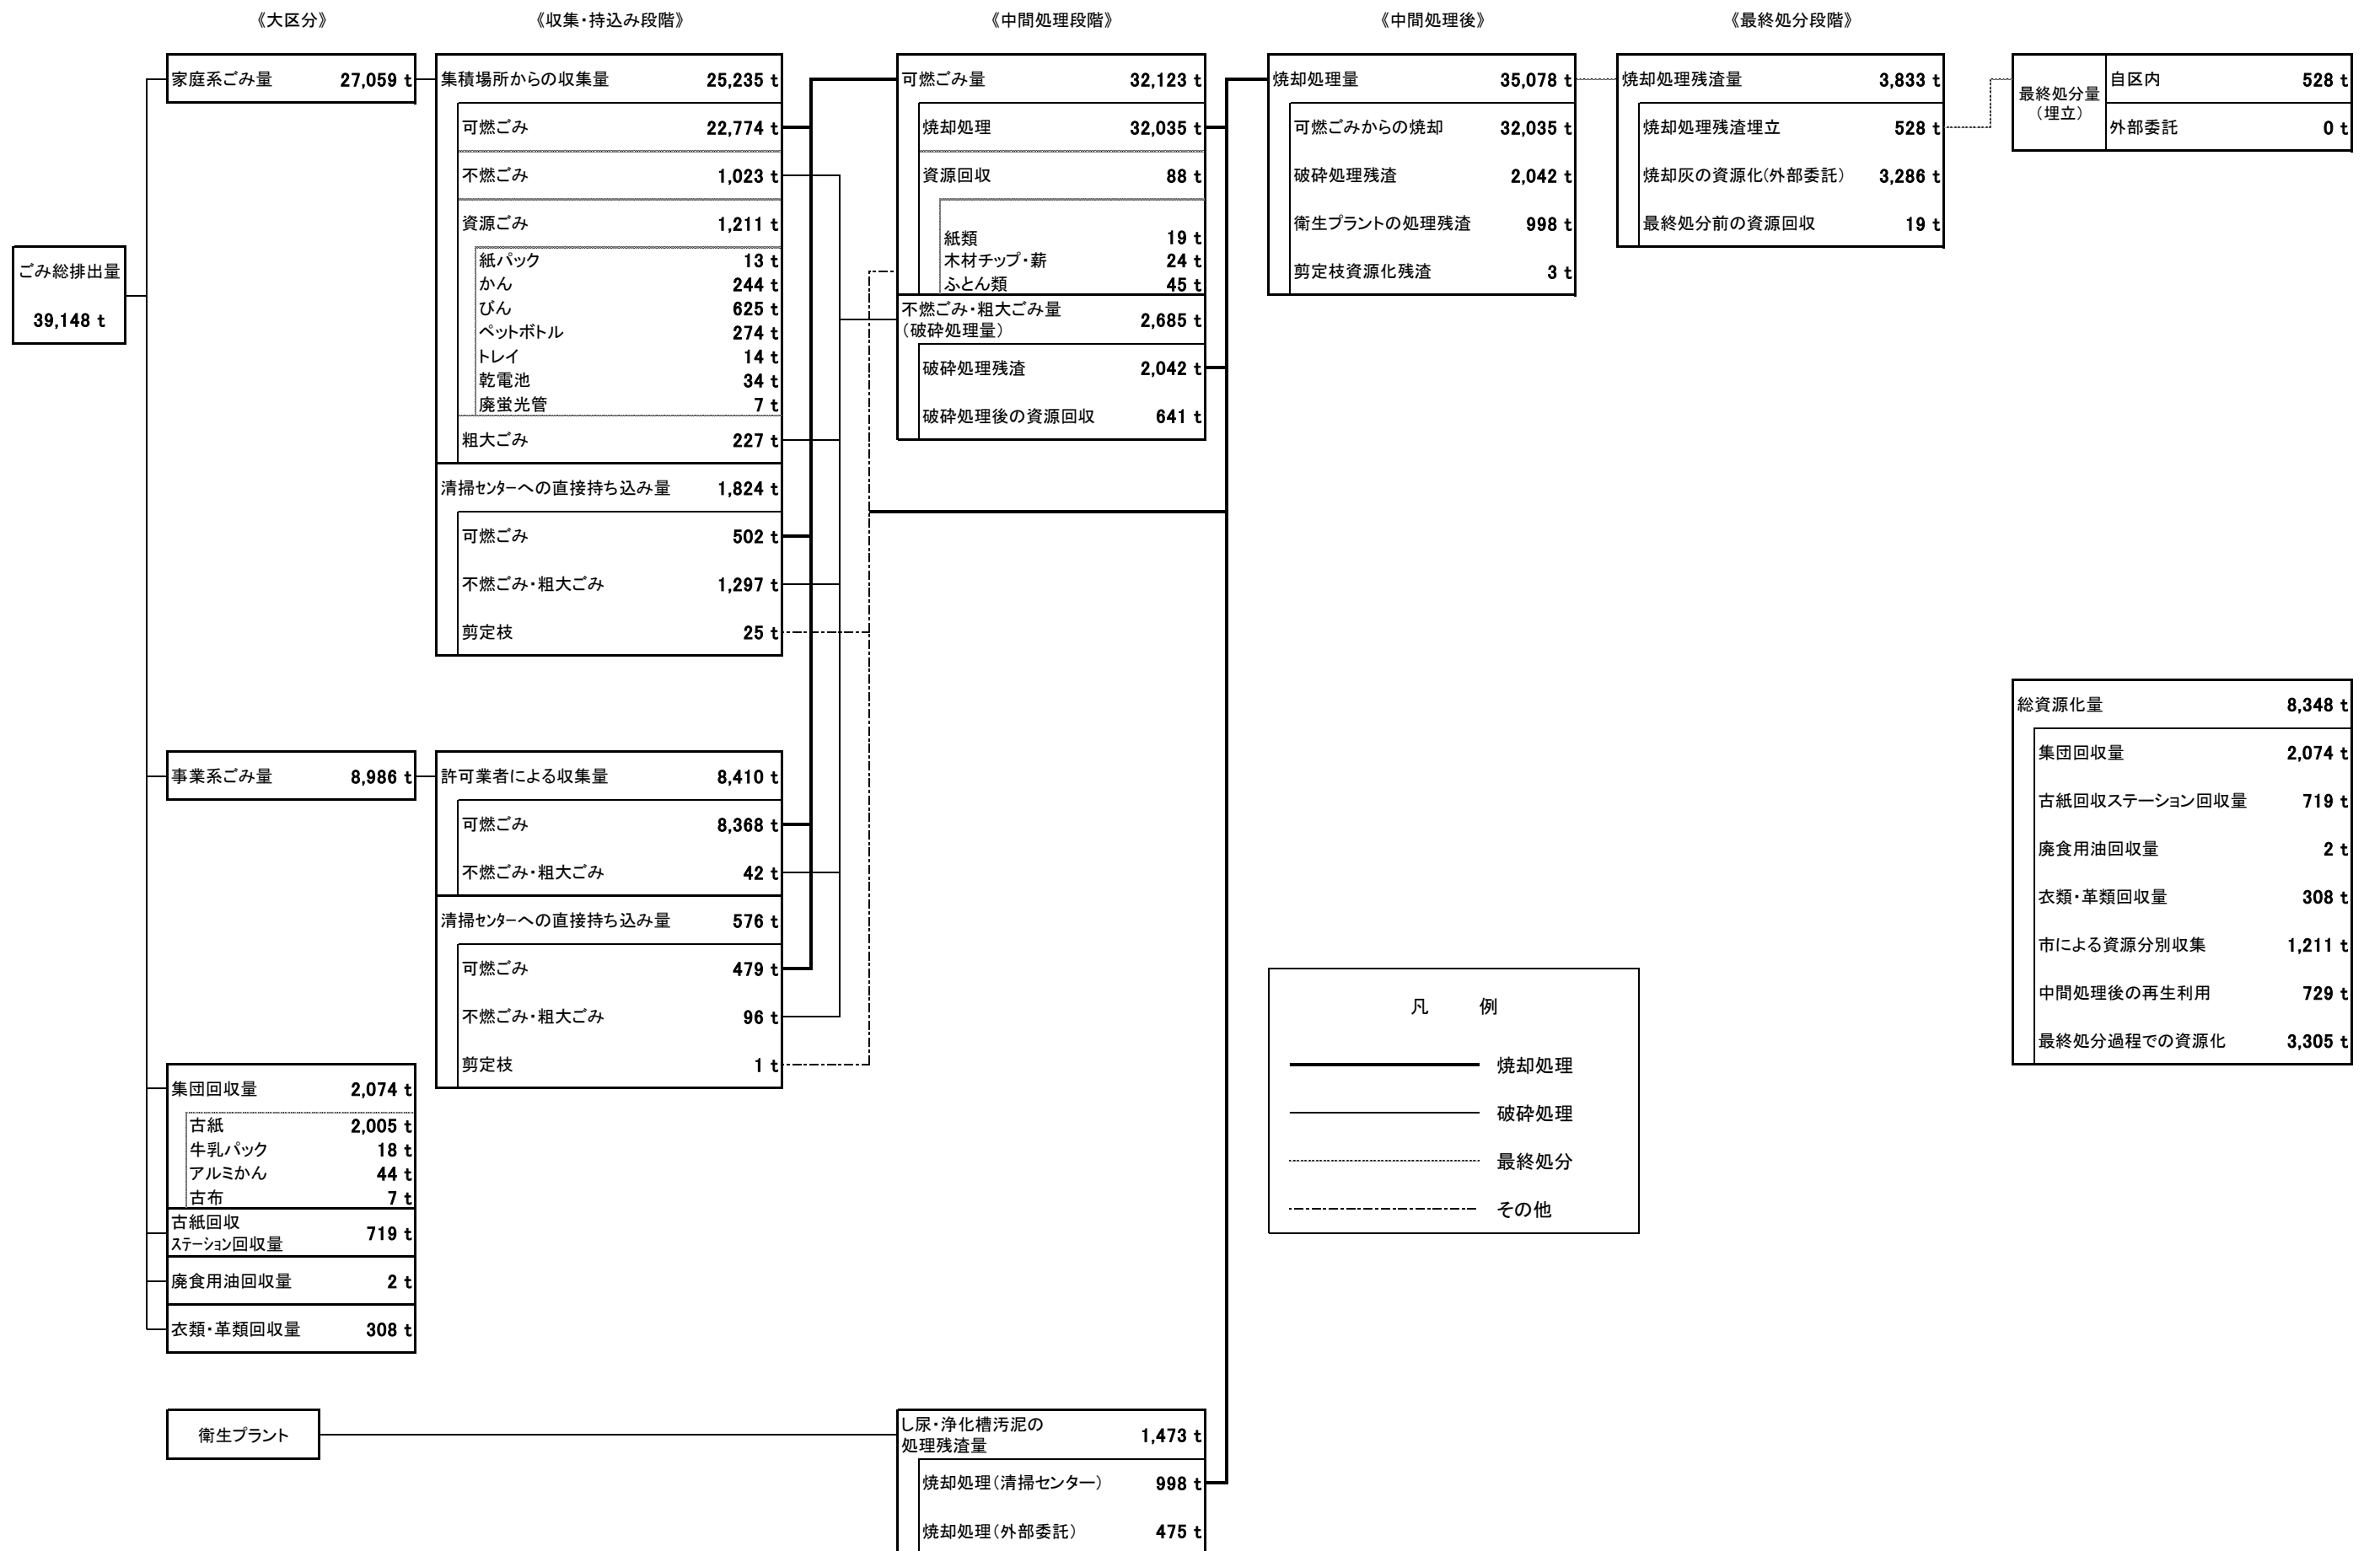 《大区分》
《収集・持込み段階》
《中間処理段階》
《中間処理後》
《最終処分段階》
ごみ総排出量
39,148 t
家庭系ごみ量 27,059 t
集積場所からの収集量 25,235 t
可燃ごみ 22,774 t
不燃ごみ 1,023 t
資源ごみ 1,211 t
紙パック 13 t
かん 244 t
びん 625 t
ペットボトル 274 t
トレイ 14 t
乾電池 34 t
廃蛍光管 7 t
粗大ごみ 227 t
清掃センターへの直接持ち込み量 1,824 t
可燃ごみ 502 t
不燃ごみ・粗大ごみ 1,297 t
剪定枝 25 t
事業系ごみ量 8,986 t
許可業者による収集量 8,410 t
可燃ごみ 8,368 t
不燃ごみ・粗大ごみ 42 t
清掃センターへの直接持ち込み量 576 t
可燃ごみ 479 t
不燃ごみ・粗大ごみ 96 t
剪定枝 1 t
集団回収量 2,074 t
古紙 2,005 t
牛乳パック 18 t
アルミかん 44 t
古布 7 t
古紙回収
ステーション回収量 719 t
廃食用油回収量 2 t
衣類・革類回収量 308 t
衛生プラント
可燃ごみ量 32,123 t
焼却処理 32,035 t
資源回収 88 t
紙類 19 t
木材チップ・薪 24 t
ふとん類 45 t
不燃ごみ・粗大ごみ量
（破砕処理量） 2,685 t
破砕処理残渣 2,042 t
破砕処理後の資源回収 641 t
し尿・浄化槽汚泥の
処理残渣量 1,473 t
焼却処理（清掃センター） 998 t
焼却処理（外部委託） 475 t
焼却処理量 35,078 t
可燃ごみからの焼却 32,035 t
破砕処理残渣 2,042 t
衛生プラントの処理残渣 998 t
剪定枝資源化残渣 3 t
焼却処理残渣量 3,833 t
焼却処理残渣埋立 528 t
焼却灰の資源化（外部委託） 3,286 t
最終処分前の資源回収 19 t
最終処分量
（埋立）
自区内 528 t
外部委託 0 t
総資源化量 8,348 t
集団回収量 2,074 t
古紙回収ステーション回収量 719 t
廃食用油回収量 2 t
衣類・革類回収量 308 t
市による資源分別収集 1,211 t
中間処理後の再生利用 729 t
最終処分過程での資源化 3,305 t
凡 例
焼却処理
破砕処理
最終処分
その他